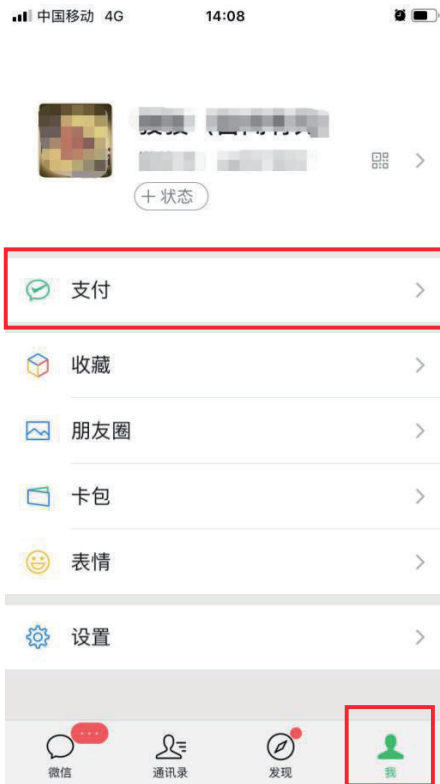 中国移动 4G 14:08
+ 状态
支付
收藏
朋友圈
卡包
表情
设置
微信 通讯录 发现 我